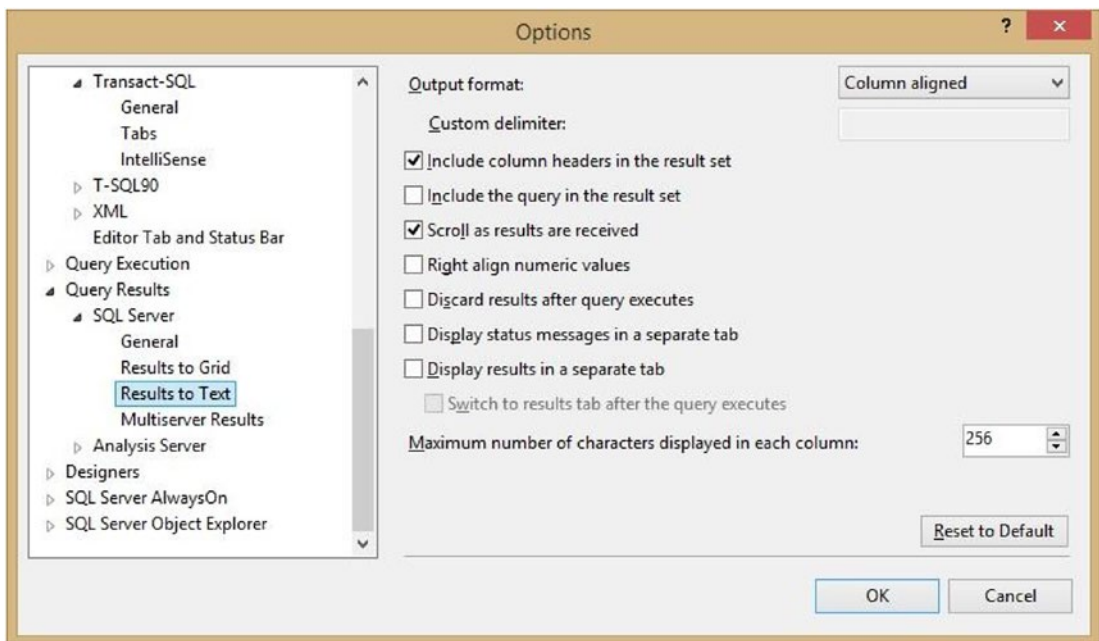 Options
?
Transact-SQL
General
Tabs
IntelliSense
T-SQL90
XML
Editor Tab and Status Bar
Query Execution
Query Results
SQL Server
General
Results to Grid
Results to Text
Multiserver Results
Analysis Server
Designers
SQL Server AlwaysOn
SQL Server Object Explorer
Output format:
Column aligned
Custom delimiter:
Include column headers in the result set
Include the query in the result set
Scroll as results are received
Right align numeric values
Discard results after query executes
Display status messages in a separate tab
Display results in a separate tab
Switch to results tab after the query executes
Maximum number of characters displayed in each column:
256
Reset to Default
OK
Cancel